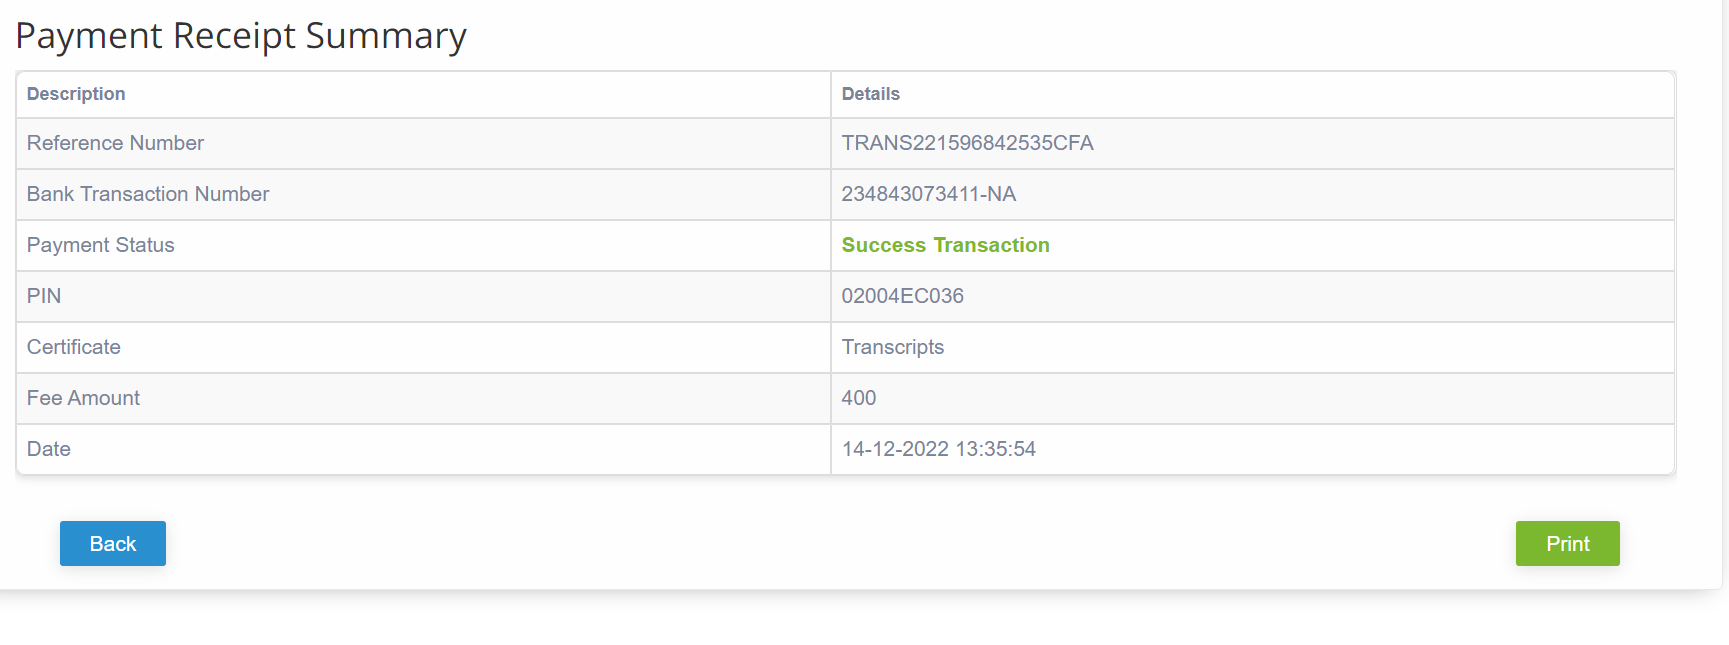 Payment Receipt Summary
Description Details
Reference Number TRANS221596842535CFA
Bank Transaction Number 234843073411-NA
Payment Status Success Transaction
PIN 02004EC036
Certificate Transcripts
Fee Amount 400
Date 14-12-2022 13:35:54
Back Print